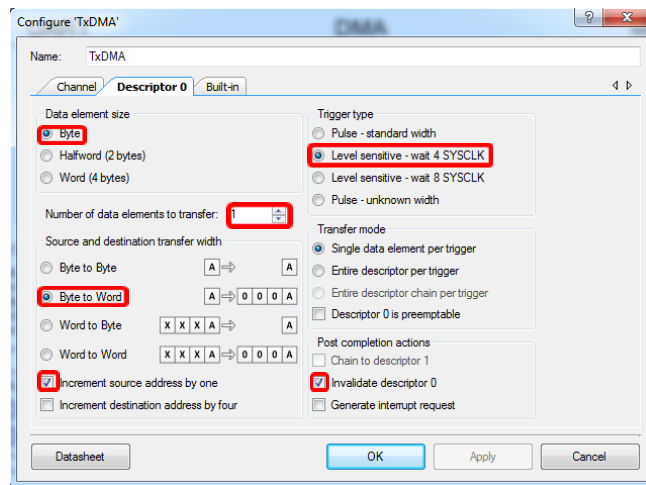 Configure 'TxDMA'
DMA
Name: TxDMA
Channel Descriptor 0 Built-in
Data element size
Byte
Halfword (2 bytes)
Word (4 bytes)
Number of data elements to transfer: 1
Source and destination transfer width
Byte to Byte A A
Byte to Word A 0 0 0 A
Word to Byte X X X A A
Word to Word X X X A 0 0 0 A
Increment source address by one
Increment destination address by four
Trigger type
Pulse - standard width
Level sensitive - wait 4 SYSCLK
Level sensitive - wait 8 SYSCLK
Pulse - unknown width
Transfer mode
Single data element per trigger
Entire descriptor per trigger
Entire descriptor chain per trigger
Descriptor 0 is preemptable
Post completion actions
Chain to descriptor 1
Invalidate descriptor 0
Generate interrupt request
Datasheet OK Apply Cancel